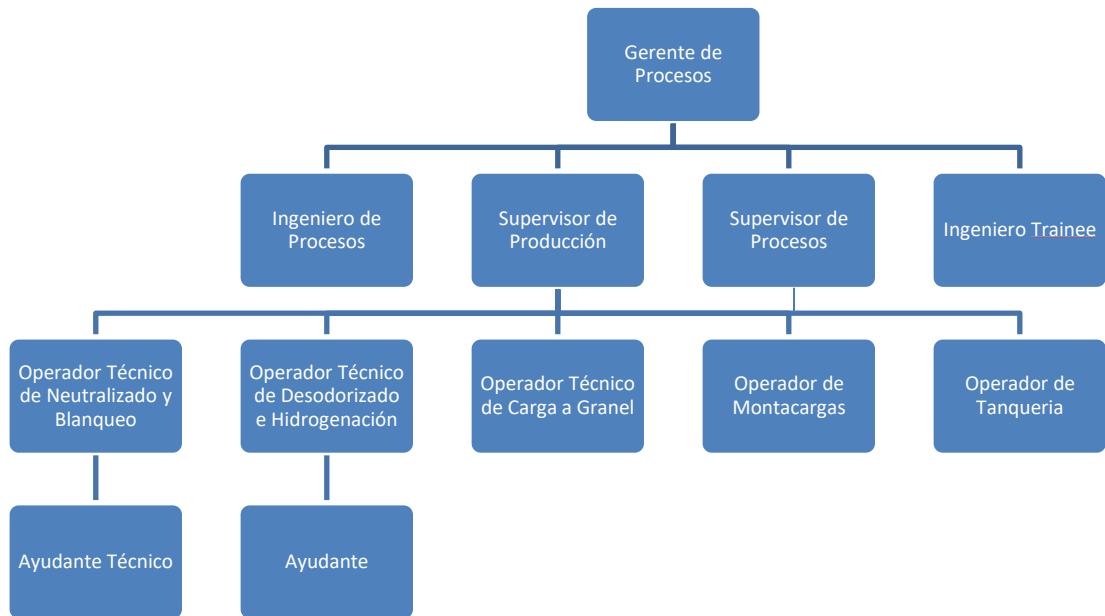 Gerente de
Procesos
Ingeniero de
Procesos
Supervisor de
Producción
Supervisor de
Procesos
Ingeniero Trainee
Operador Técnico
de Neutralizado y
Blanqueo
Operador Técnico
de Desodorizado
e Hidrogenación
Operador Técnico
de Carga a Granel
Operador de
Montacargas
Operador de
Tanqueria
Ayudante Técnico
Ayudante